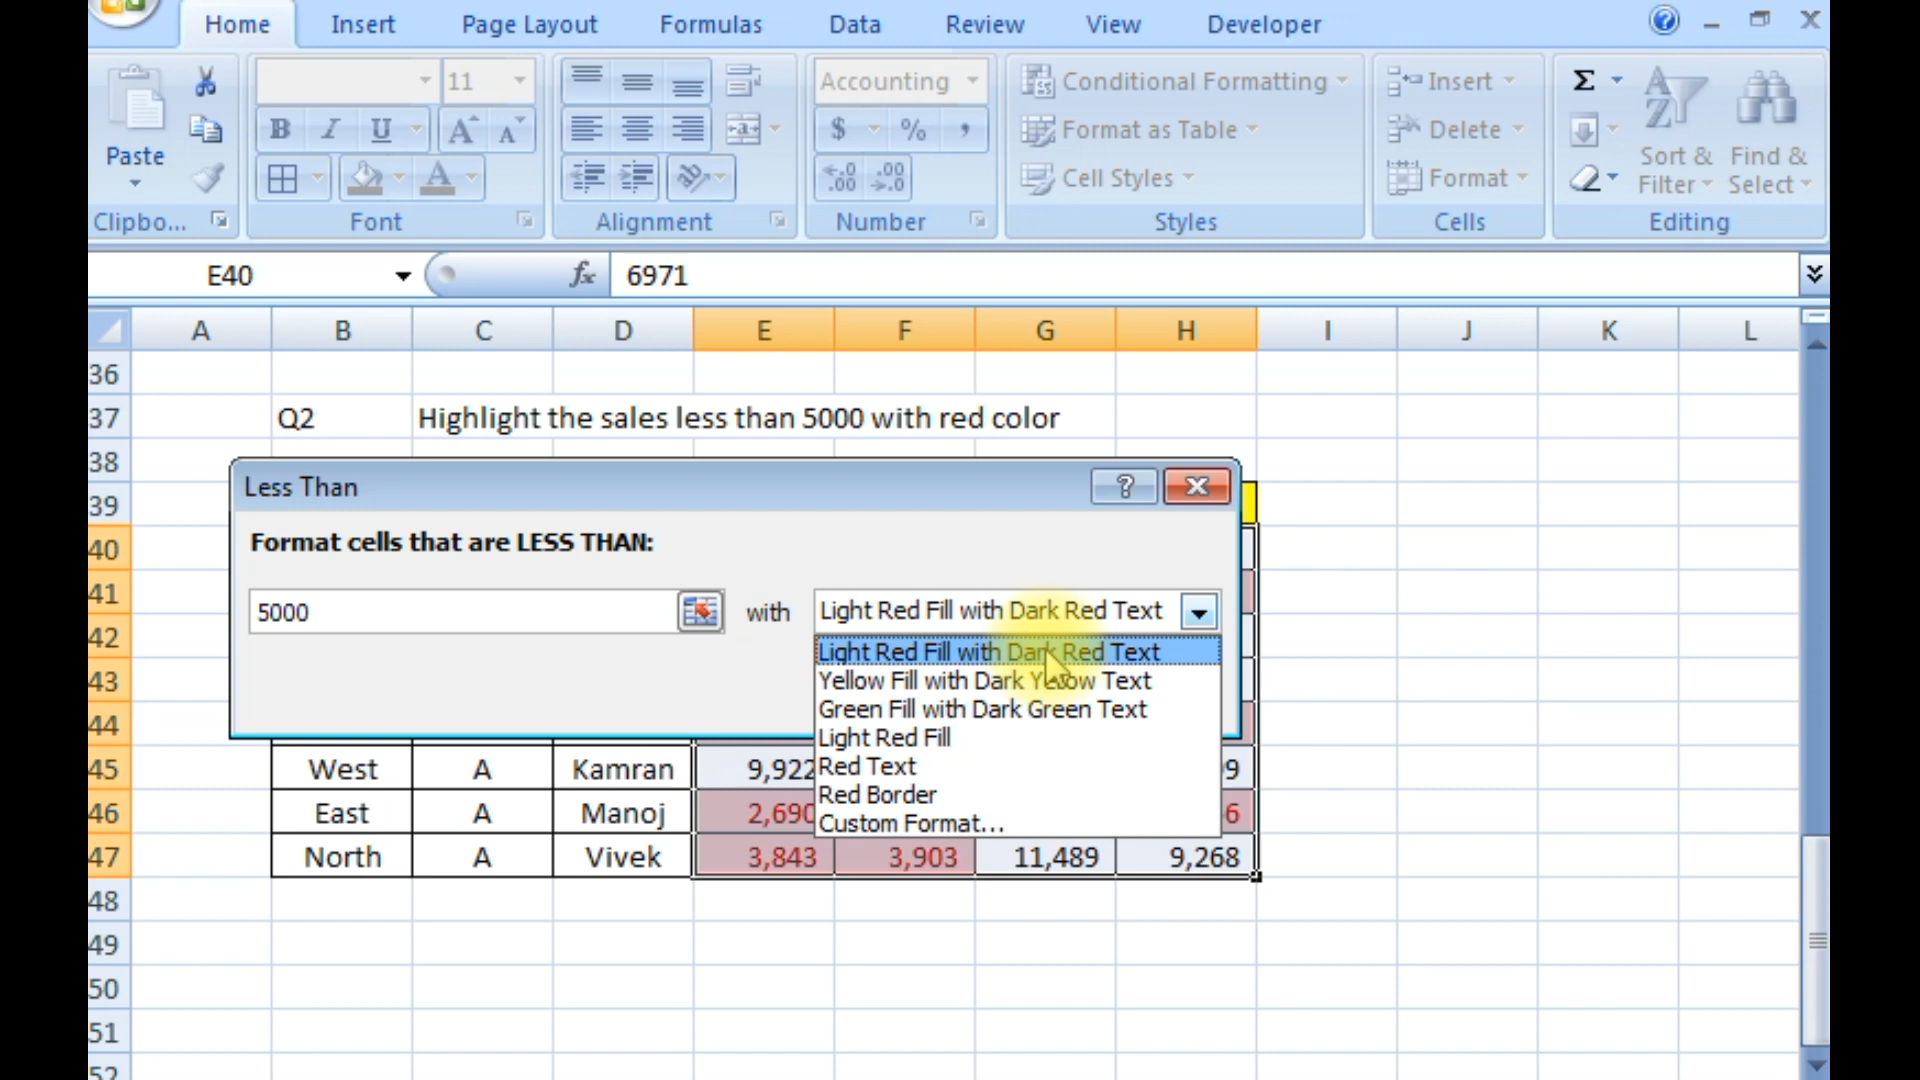 Home Insert Page Layout Formulas Data Review View Developer
11 Accounting Conditional Formatting Insert Σ
Paste B I U A A $ % , Format as Table Delete
A Cell Styles Format Sort & Filter Find & Select
Clipbo... Font Alignment Number Styles Cells Editing
E40 fx 6971
A B C D E F G H I J K L
36
37 Q2 Highlight the sales less than 5000 with red color
38
Less Than ?
39
Format cells that are LESS THAN:
40
41
5000 with Light Red Fill with Dark Red Text
42
Light Red Fill with Dark Red Text
43
Yellow Fill with Dark Yellow Text
Green Fill with Dark Green Text
44
Light Red Fill
45 West A Kamran 9,922 9
Red Text
Red Border
46 East A Manoj 2,690 6
Custom Format...
47 North A Vivek 3,843 3,903 11,489 9,268
48
49
50
51
52